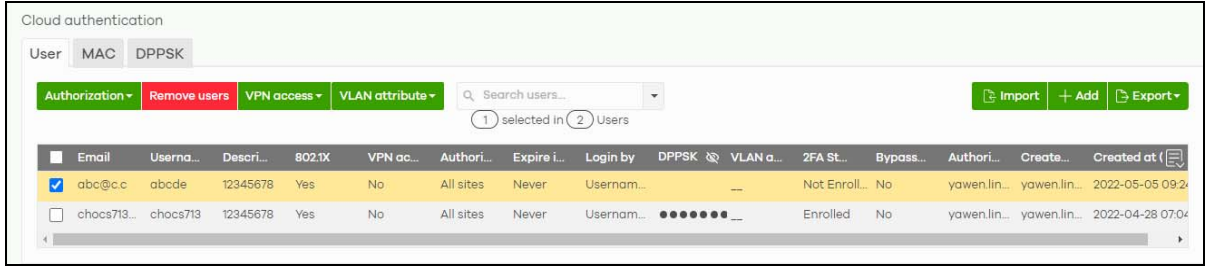 Cloud authentication
User MAC DPPSK
Authorization Remove users VPN access VLAN attribute Search users... Import + Add Export
1 selected in 2 Users
Email Userna... Descri... 802.1X VPN ac... Authori... Expire i... Login by DPPSK VLAN a... 2FA St... Bypass... Authori... Create... Created at (
abc@c.c abcde 12345678 Yes No All sites Never Usernam... __ Not Enroll... No yawen.lin... yawen.lin... 2022-05-05 09:24
chocs713... chocs713 12345678 Yes No All sites Never Usernam... ●●●●●●● __ Enrolled No yawen.lin... yawen.lin... 2022-04-28 07:04